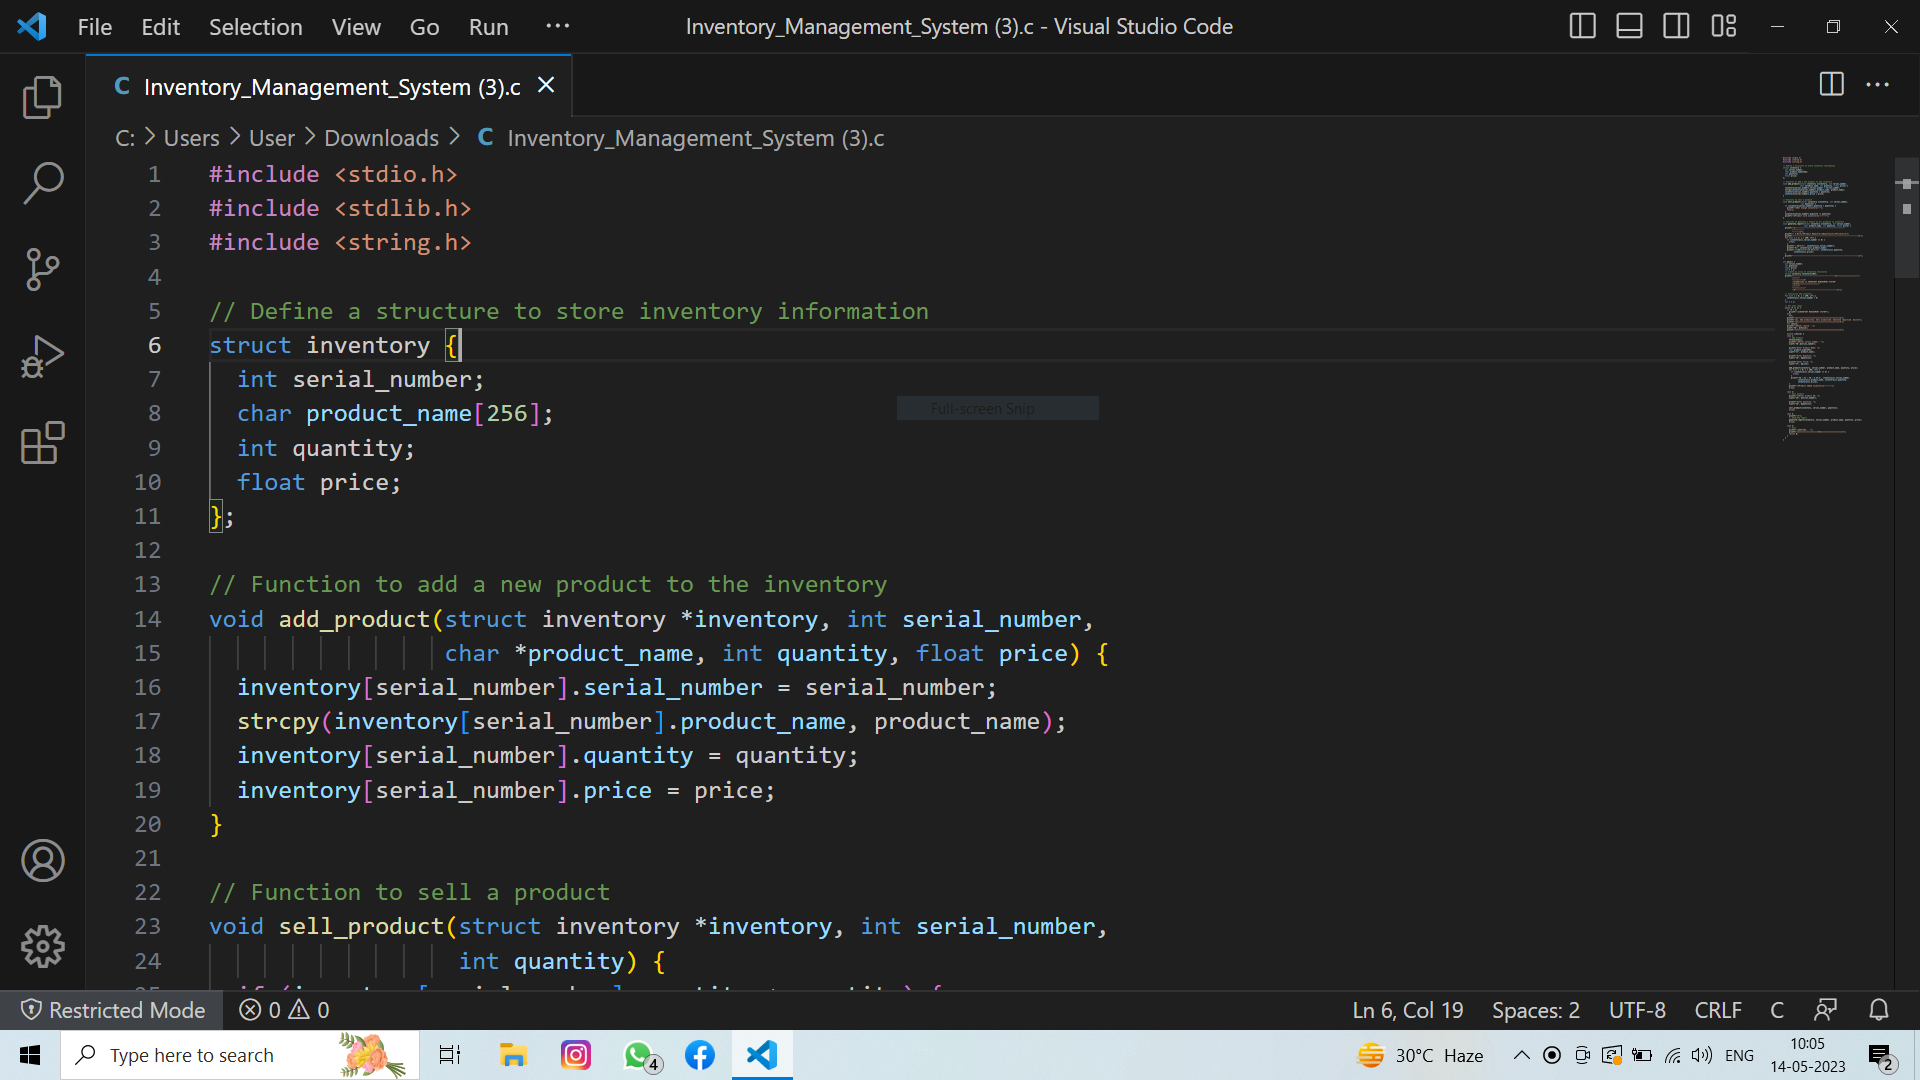 File Edit Selection View Go Run ···
Inventory_Management_System (3).c - Visual Studio Code
C Inventory_Management_System (3).c
C: > Users > User > Downloads > C Inventory_Management_System (3).c
1 #include <stdio.h>
2 #include <stdlib.h>
3 #include <string.h>
4
5 // Define a structure to store inventory information
6 struct inventory {
7 int serial_number;
8 char product_name[256];
Full-screen Snip
9 int quantity;
10 float price;
11 };
12
13 // Function to add a new product to the inventory
14 void add_product(struct inventory *inventory, int serial_number,
15 char *product_name, int quantity, float price) {
16 inventory[serial_number].serial_number = serial_number;
17 strcpy(inventory[serial_number].product_name, product_name);
18 inventory[serial_number].quantity = quantity;
19 inventory[serial_number].price = price;
20 }
21
22 // Function to sell a product
23 void sell_product(struct inventory *inventory, int serial_number,
24 int quantity) {
Restricted Mode 0 0
Ln 6, Col 19 Spaces: 2 UTF-8 CRLF C
Type here to search
4
30°C Haze
ENG
10:05
14-05-2023
2